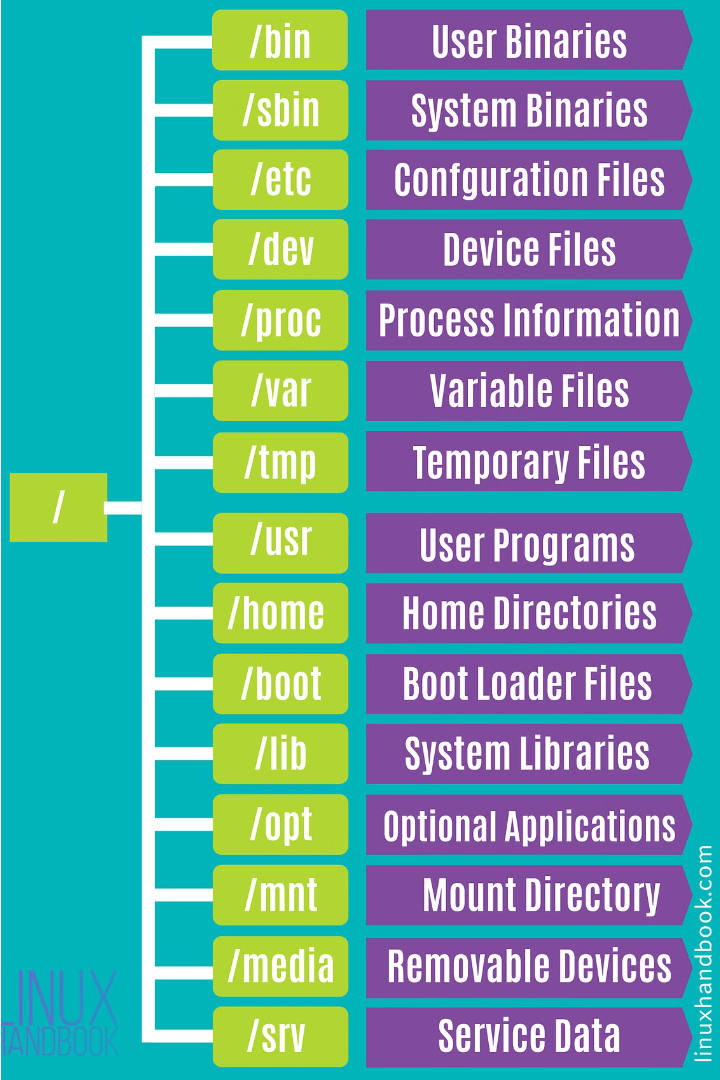 /bin User Binaries
/sbin System Binaries
/etc Confguration Files
/dev Device Files
/proc Process Information
/var Variable Files
/tmp Temporary Files
/
/usr User Programs
/home Home Directories
/boot Boot Loader Files
/lib System Libraries
/opt Optional Applications
/mnt Mount Directory
/media Removable Devices
/srv Service Data
LINUX
HANDBOOK
linuxhandbook.com